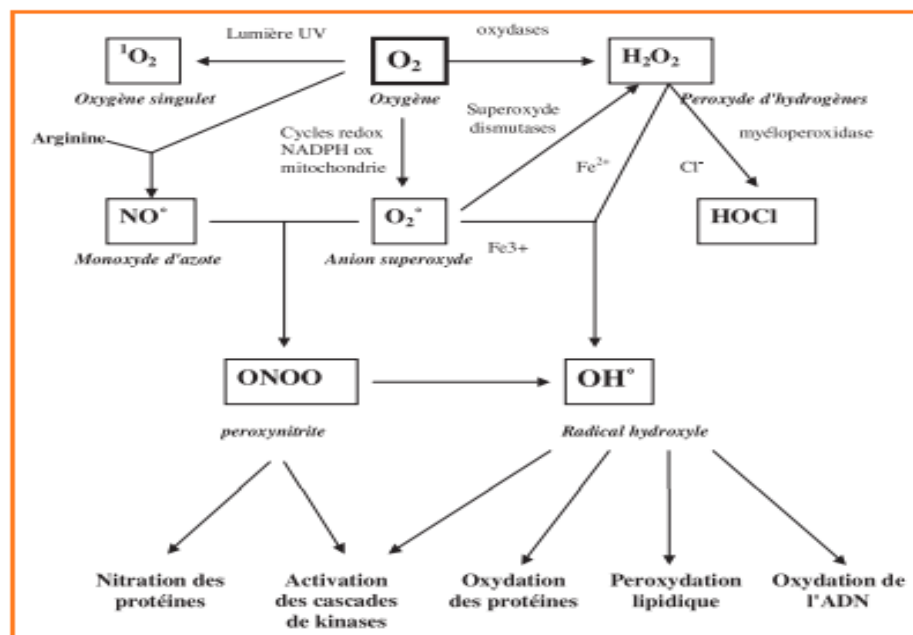 Lumière UV
oxydases
¹O₂
O₂
H₂O₂
Oxygène singulet
Oxygène
Peroxyde d'hydrogènes
Arginine
Cycles redox
NADPH ox
mitochondrie
Superoxyde
dismutases
myéloperoxidase
Fe²⁺
Cl⁻
NO°
O₂°
HOCl
Monoxyde d'azote
Anion superoxyde
Fe3+
ONOO
OH°
peroxynitrite
Radical hydroxyle
Nitration des
protéines
Activation
des cascades
de kinases
Oxydation
des protéines
Peroxydation
lipidique
Oxydation de
l'ADN